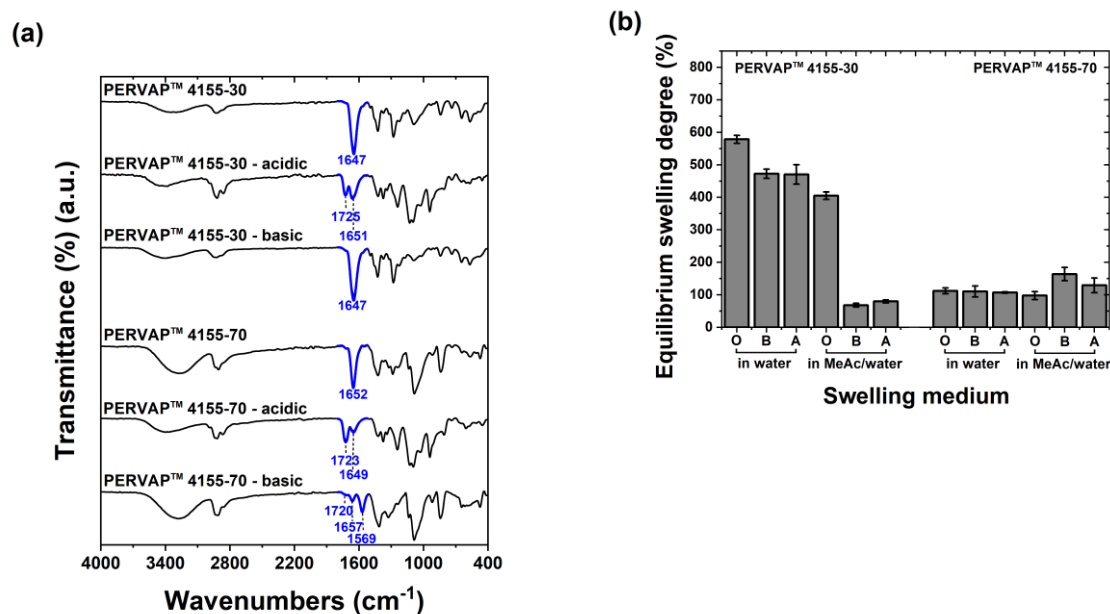 (a)
PERVAP™ 4155-30
1647
PERVAP™ 4155-30 - acidic
1725
1651
PERVAP™ 4155-30 - basic
1647
PERVAP™ 4155-70
1652
PERVAP™ 4155-70 - acidic
1723
1649
PERVAP™ 4155-70 - basic
1720
1657
1569
Transmittance (%) (a.u.)
4000 3400 2800 2200 1600 1000 400
Wavenumbers (cm⁻¹)
(b)
PERVAP™ 4155-30 PERVAP™ 4155-70
Equilibrium swelling degree (%)
800
700
600
500
400
300
200
100
0
O B A O B A O B A O B A
in water in MeAc/water in water in MeAc/water
Swelling medium